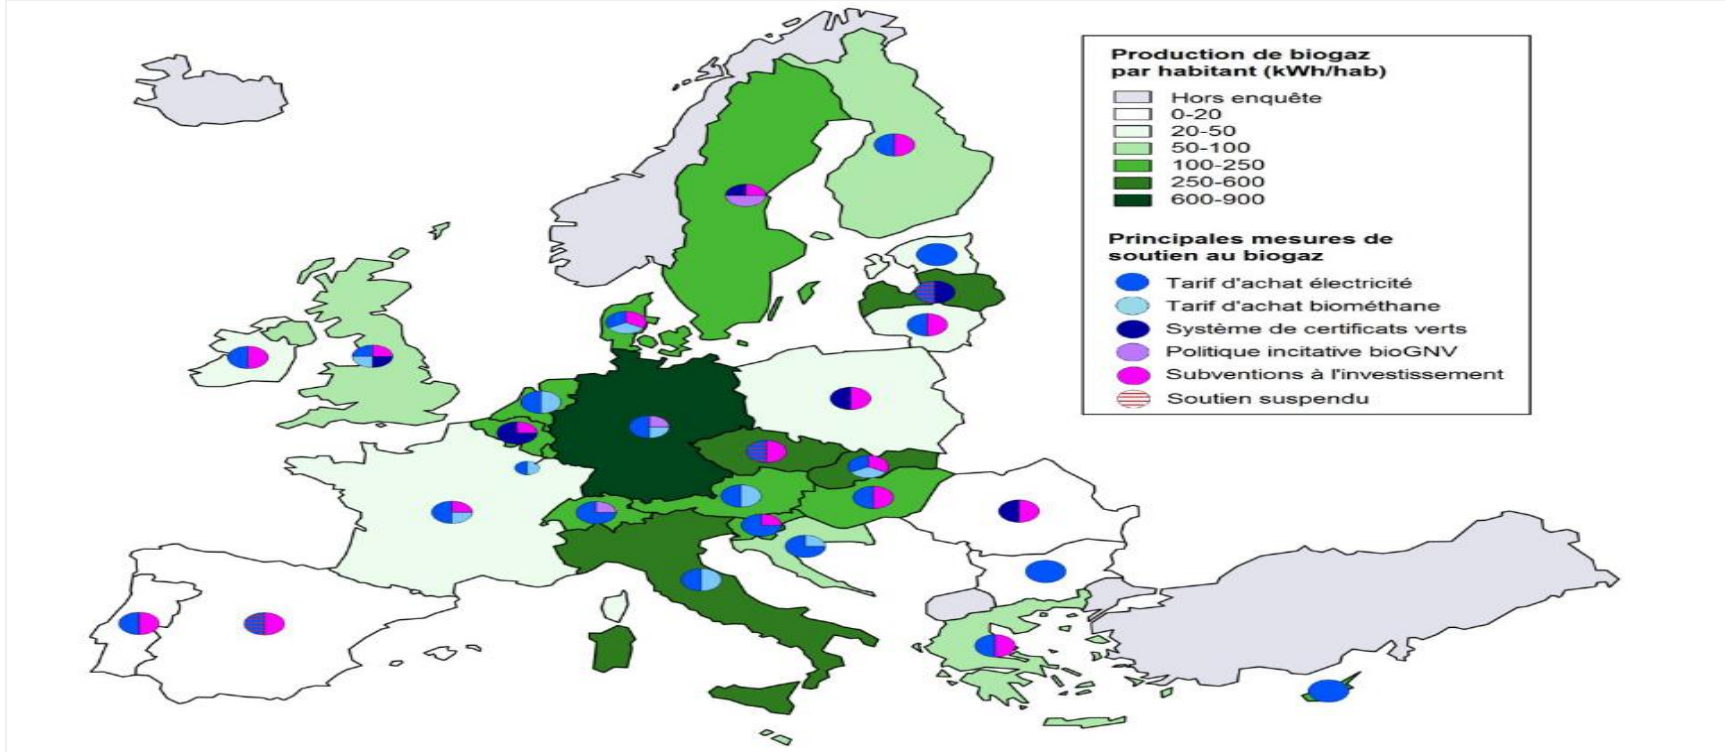 Production de biogaz
par habitant (kWh/hab)
Hors enquête
0-20
20-50
50-100
100-250
250-600
600-900
Principales mesures de
soutien au biogaz
Tarif d'achat électricité
Tarif d'achat biométhane
Système de certificats verts
Politique incitative bioGNV
Subventions à l'investissement
Soutien suspendu